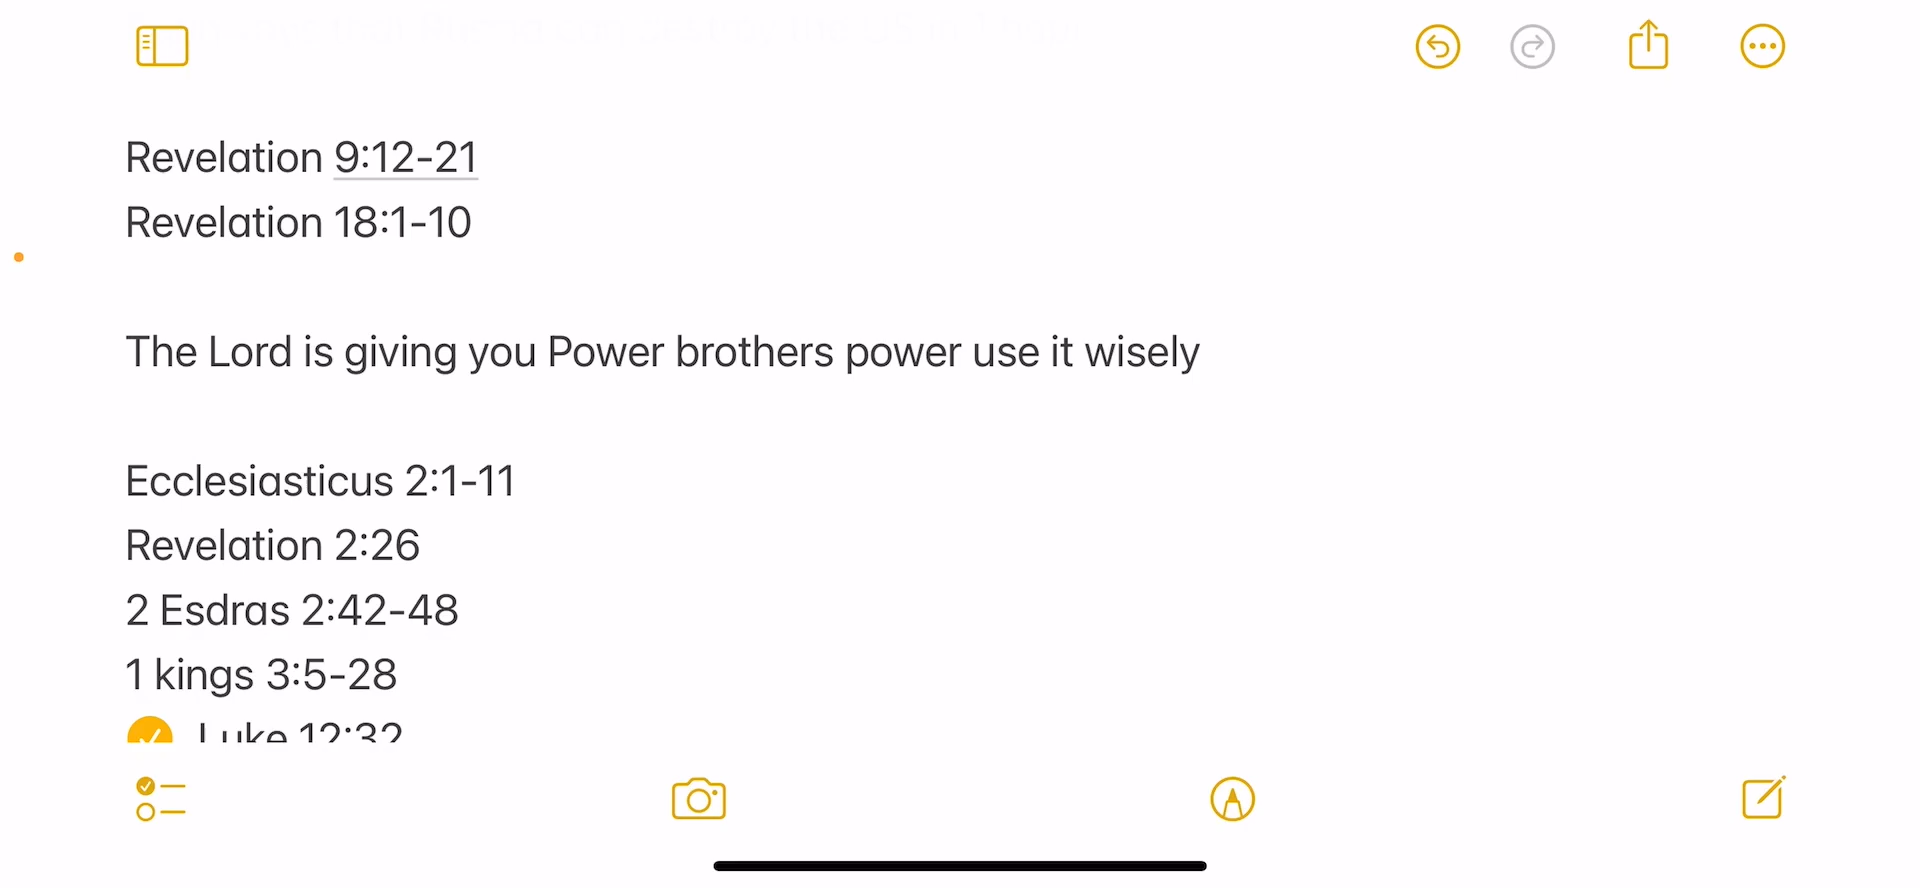 Revelation 9:12-21
Revelation 18:1-10
The Lord is giving you Power brothers power use it wisely
Ecclesiasticus 2:1-11
Revelation 2:26
2 Esdras 2:42-48
1 kings 3:5-28
Luke 12:32